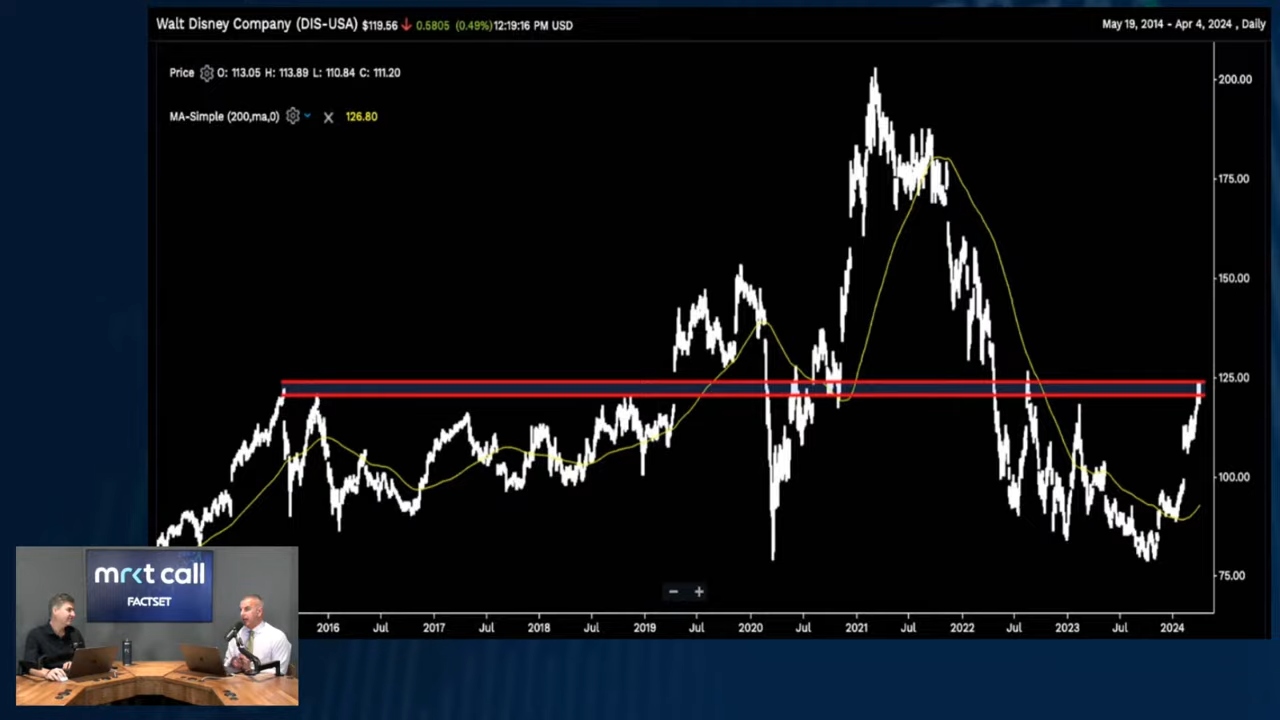 Walt Disney Company (DIS-USA) $119.56 ↓ 0.5805 (0.49%) 12:19:16 PM USD
May 19, 2014 - Apr 4, 2024 , Daily
Price O: 113.05 H: 113.89 L: 110.84 C: 111.20
MA-Simple (200,ma,0) X 126.80
200.00
175.00
150.00
125.00
100.00
75.00
− +
2016 Jul 2017 Jul 2018 Jul 2019 Jul 2020 Jul 2021 Jul 2022 Jul 2023 Jul 2024
mrkt call
FACTSET